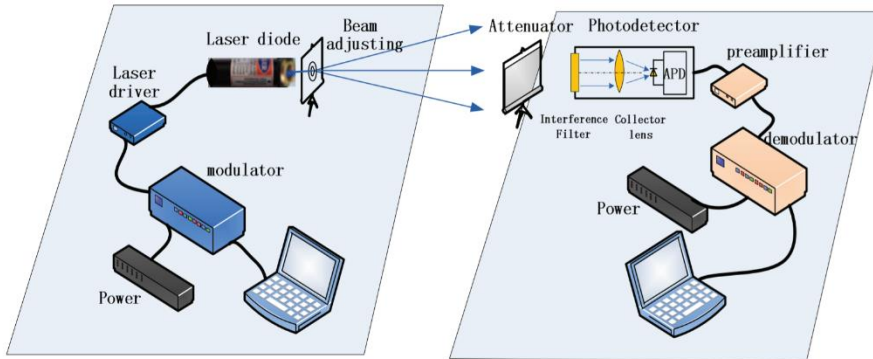 Laser diode
Beam
adjusting
Laser
driver
modulator
Power
Attenuator
Photodetector
APD
preamplifier
Interference
Filter
Collector
lens
demodulator
Power